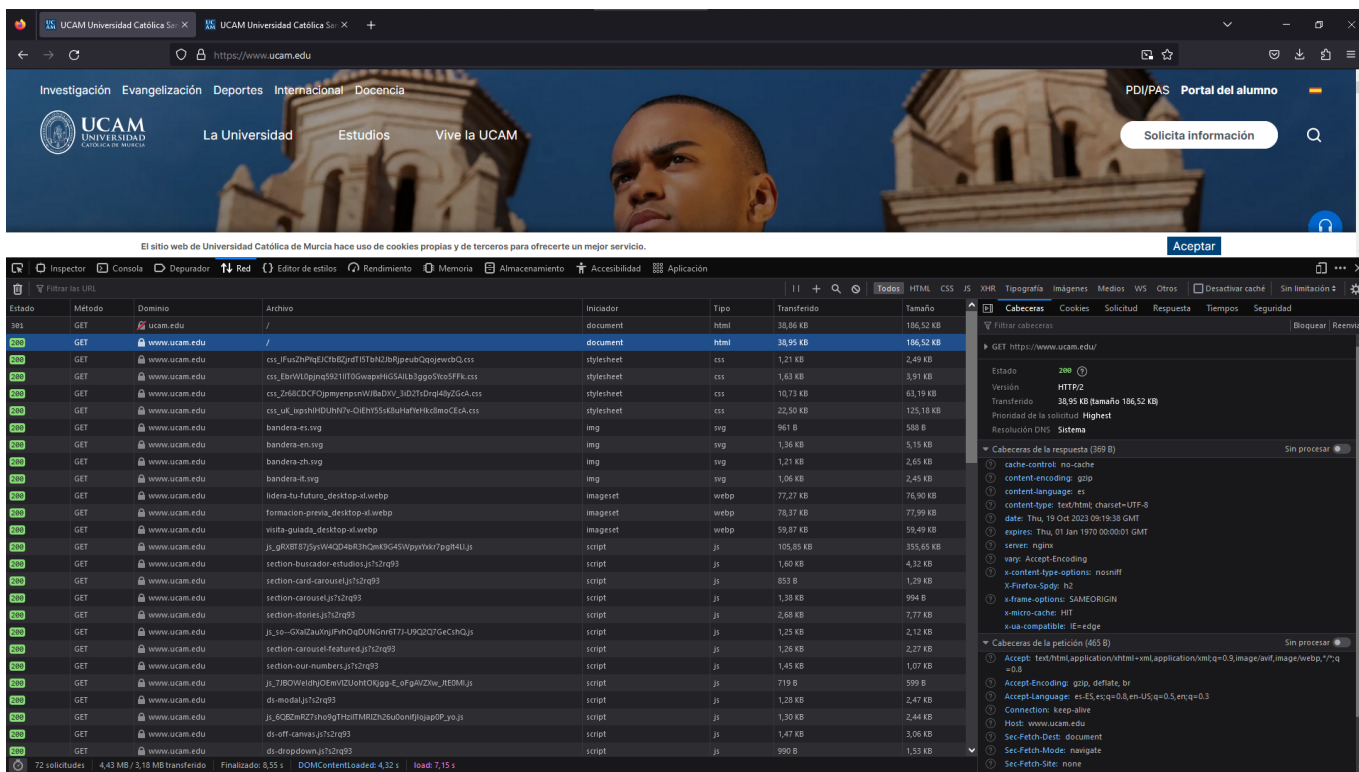 UCAM Universidad Católica Sa UCAM Universidad Católica Sa
https://www.ucam.edu
Investigación Evangelización Deportes Internacional Docencia PDI/PAS Portal del alumno
UCAM
UNIVERSIDAD
CATÓLICA DE MURCIA
La Universidad Estudios Vive la UCAM Solicita información
El sitio web de Universidad Católica de Murcia hace uso de cookies propias y de terceros para ofrecerte un mejor servicio. Aceptar
Inspector Consola Depurador Red Editor de estilos Rendimiento Memoria Almacenamiento Accesibilidad Aplicación
Filtrar las URL Todos HTML CSS JS XHR Tipografía Imágenes Medios WS Otros Desactivar caché Sin limitación
Estado Método Dominio Archivo Iniciador Tipo Transferido Tamaño
301 GET ucam.edu / document html 38,86 KB 186,52 KB
200 GET www.ucam.edu / document html 38,95 KB 186,52 KB
200 GET www.ucam.edu stylesheet css 1,21 KB 2,49 KB
200 GET www.ucam.edu stylesheet css 1,63 KB 3,91 KB
200 GET www.ucam.edu stylesheet css 10,73 KB 63,19 KB
200 GET www.ucam.edu stylesheet css 22,50 KB 125,18 KB
200 GET www.ucam.edu bandera-es.svg img svg 961 B 588 B
200 GET www.ucam.edu bandera-en.svg img svg 1,36 KB 5,15 KB
200 GET www.ucam.edu bandera-zh.svg img svg 1,21 KB 2,65 KB
200 GET www.ucam.edu bandera-it.svg img svg 1,06 KB 2,45 KB
200 GET www.ucam.edu lidera-tu-futuro_desktop-xl.webp imageset webp 77,27 KB 76,90 KB
200 GET www.ucam.edu formacion-previa_desktop-xl.webp imageset webp 78,37 KB 77,99 KB
200 GET www.ucam.edu visita-guiada_desktop-xl.webp imageset webp 59,87 KB 59,49 KB
200 GET www.ucam.edu script js 105,85 KB 355,65 KB
200 GET www.ucam.edu section-buscador-estudios.js?s2rq93 script js 1,60 KB 4,32 KB
200 GET www.ucam.edu section-card-carousel.js?s2rq93 script js 853 B 1,29 KB
200 GET www.ucam.edu section-carousel.js?s2rq93 script js 1,38 KB 994 B
200 GET www.ucam.edu section-stories.js?s2rq93 script js 2,68 KB 7,77 KB
200 GET www.ucam.edu script js 1,25 KB 2,12 KB
200 GET www.ucam.edu section-carousel-featured.js?s2rq93 script js 1,26 KB 2,27 KB
200 GET www.ucam.edu section-our-numbers.js?s2rq93 script js 1,45 KB 1,07 KB
200 GET www.ucam.edu script js 719 B 599 B
200 GET www.ucam.edu ds-modal.js?s2rq93 script js 1,28 KB 2,47 KB
200 GET www.ucam.edu script js 1,30 KB 2,44 KB
200 GET www.ucam.edu ds-off-canvas.js?s2rq93 script js 1,47 KB 3,06 KB
200 GET www.ucam.edu ds-dropdown.js?s2rq93 script js 990 B 1,53 KB
72 solicitudes 4,43 MB / 3,18 MB transferido Finalizado: 8,55 s DOMContentLoaded: 4,32 s load: 7,15 s
Cabeceras Cookies Solicitud Respuesta Tiempos Seguridad
Filtrar cabeceras Bloquear Reenvia
GET https://www.ucam.edu/
Estado 200
Versión HTTP/2
Transferido 38,95 KB (tamaño 186,52 KB)
Prioridad de la solicitud Highest
Resolución DNS Sistema
Cabeceras de la respuesta (369 B) Sin procesar
cache-control: no-cache
content-encoding: gzip
content-language: es
content-type: text/html; charset=UTF-8
date: Thu, 19 Oct 2023 09:19:38 GMT
expires: Thu, 01 Jan 1970 00:00:01 GMT
server: nginx
vary: Accept-Encoding
x-content-type-options: nosniff
X-Firefox-Spdy: h2
x-frame-options: SAMEORIGIN
x-micro-cache: HIT
x-ua-compatible: IE=edge
Cabeceras de la petición (465 B) Sin procesar
Accept: text/html,application/xhtml+xml,application/xml;q=0.9,image/avif,image/webp,*/*;q
=0.8
Accept-Encoding: gzip, deflate, br
Accept-Language: es-ES,es;q=0.8,en-US;q=0.5,en;q=0.3
Connection: keep-alive
Host: www.ucam.edu
Sec-Fetch-Dest: document
Sec-Fetch-Mode: navigate
Sec-Fetch-Site: none